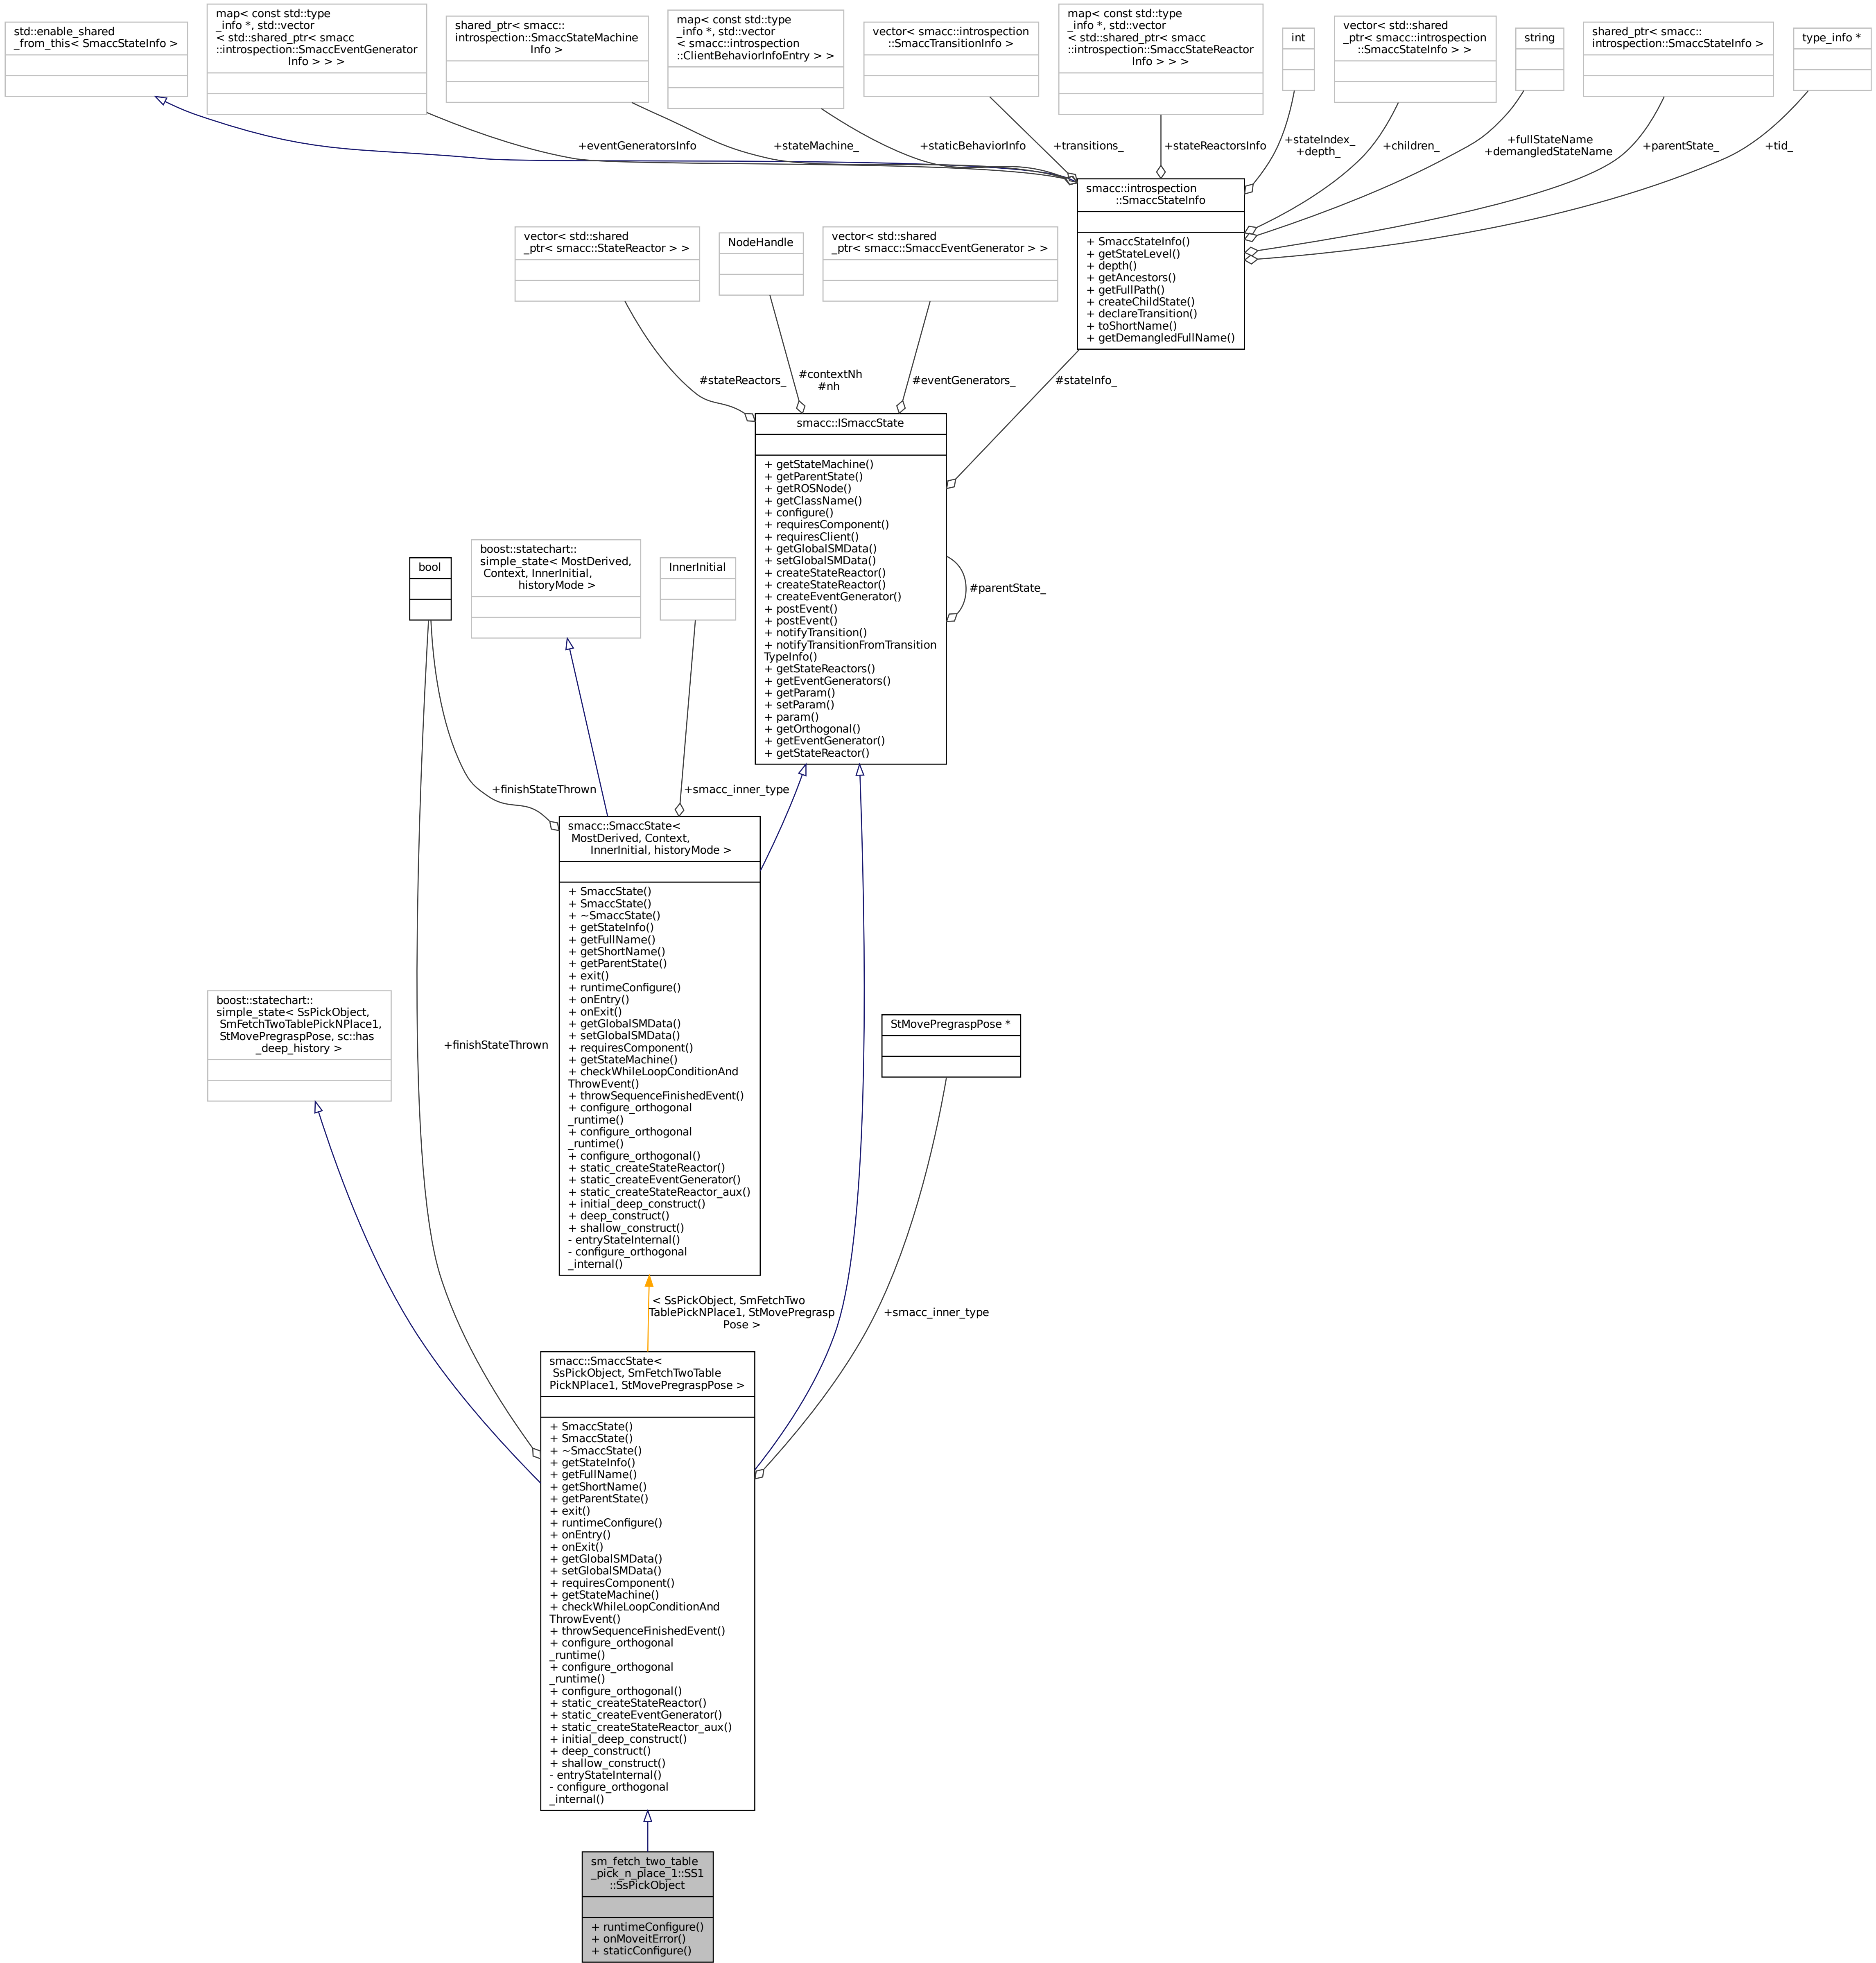 std::enable_shared
_from_this< SmaccStateInfo >
map< const std::type
_info *, std::vector
< std::shared_ptr< smacc
::introspection::SmaccEventGenerator
Info > > >
shared_ptr< smacc::
introspection::SmaccStateMachine
Info >
map< const std::type
_info *, std::vector
< smacc::introspection
::ClientBehaviorInfoEntry > >
vector< smacc::introspection
::SmaccTransitionInfo >
map< const std::type
_info *, std::vector
< std::shared_ptr< smacc
::introspection::SmaccStateReactor
Info > > >
int
vector< std::shared
_ptr< smacc::introspection
::SmaccStateInfo > >
string
shared_ptr< smacc::
introspection::SmaccStateInfo >
type_info *
+eventGeneratorsInfo
+stateMachine_
+staticBehaviorInfo
+transitions_
+stateReactorsInfo
+stateIndex_
+depth_
+children_
+fullStateName
+demangledStateName
+parentState_
+tid_
smacc::introspection
::SmaccStateInfo
+ SmaccStateInfo()
+ getStateLevel()
+ depth()
+ getAncestors()
+ getFullPath()
+ createChildState()
+ declareTransition()
+ toShortName()
+ getDemangledFullName()
vector< std::shared
_ptr< smacc::StateReactor > >
NodeHandle
vector< std::shared
_ptr< smacc::SmaccEventGenerator > >
#stateReactors_
#contextNh
#nh
#eventGenerators_
#stateInfo_
smacc::ISmaccState
+ getStateMachine()
+ getParentState()
+ getROSNode()
+ getClassName()
+ configure()
+ requiresComponent()
+ requiresClient()
+ getGlobalSMData()
+ setGlobalSMData()
+ createStateReactor()
+ createStateReactor()
+ createEventGenerator()
+ postEvent()
+ postEvent()
+ notifyTransition()
+ notifyTransitionFromTransition
TypeInfo()
+ getStateReactors()
+ getEventGenerators()
+ getParam()
+ setParam()
+ param()
+ getOrthogonal()
+ getEventGenerator()
+ getStateReactor()
#parentState_
bool
boost::statechart::
simple_state< MostDerived,
Context, InnerInitial,
historyMode >
InnerInitial
+finishStateThrown
+smacc_inner_type
smacc::SmaccState<
MostDerived, Context,
InnerInitial, historyMode >
+ SmaccState()
+ SmaccState()
+ ~SmaccState()
+ getStateInfo()
+ getFullName()
+ getShortName()
+ getParentState()
+ exit()
+ runtimeConfigure()
+ onEntry()
+ onExit()
+ getGlobalSMData()
+ setGlobalSMData()
+ requiresComponent()
+ getStateMachine()
+ checkWhileLoopConditionAnd
ThrowEvent()
+ throwSequenceFinishedEvent()
+ configure_orthogonal
_runtime()
+ configure_orthogonal
_runtime()
+ configure_orthogonal()
+ static_createStateReactor()
+ static_createEventGenerator()
+ static_createStateReactor_aux()
+ initial_deep_construct()
+ deep_construct()
+ shallow_construct()
- entryStateInternal()
- configure_orthogonal
_internal()
boost::statechart::
simple_state< SsPickObject,
SmFetchTwoTablePickNPlace1,
StMovePregraspPose, sc::has
_deep_history >
+finishStateThrown
StMovePregraspPose *
< SsPickObject, SmFetchTwo
TablePickNPlace1, StMovePregrasp
Pose >
+smacc_inner_type
smacc::SmaccState<
SsPickObject, SmFetchTwoTable
PickNPlace1, StMovePregraspPose >
+ SmaccState()
+ SmaccState()
+ ~SmaccState()
+ getStateInfo()
+ getFullName()
+ getShortName()
+ getParentState()
+ exit()
+ runtimeConfigure()
+ onEntry()
+ onExit()
+ getGlobalSMData()
+ setGlobalSMData()
+ requiresComponent()
+ getStateMachine()
+ checkWhileLoopConditionAnd
ThrowEvent()
+ throwSequenceFinishedEvent()
+ configure_orthogonal
_runtime()
+ configure_orthogonal
_runtime()
+ configure_orthogonal()
+ static_createStateReactor()
+ static_createEventGenerator()
+ static_createStateReactor_aux()
+ initial_deep_construct()
+ deep_construct()
+ shallow_construct()
- entryStateInternal()
- configure_orthogonal
_internal()
sm_fetch_two_table
_pick_n_place_1::SS1
::SsPickObject
+ runtimeConfigure()
+ onMoveitError()
+ staticConfigure()